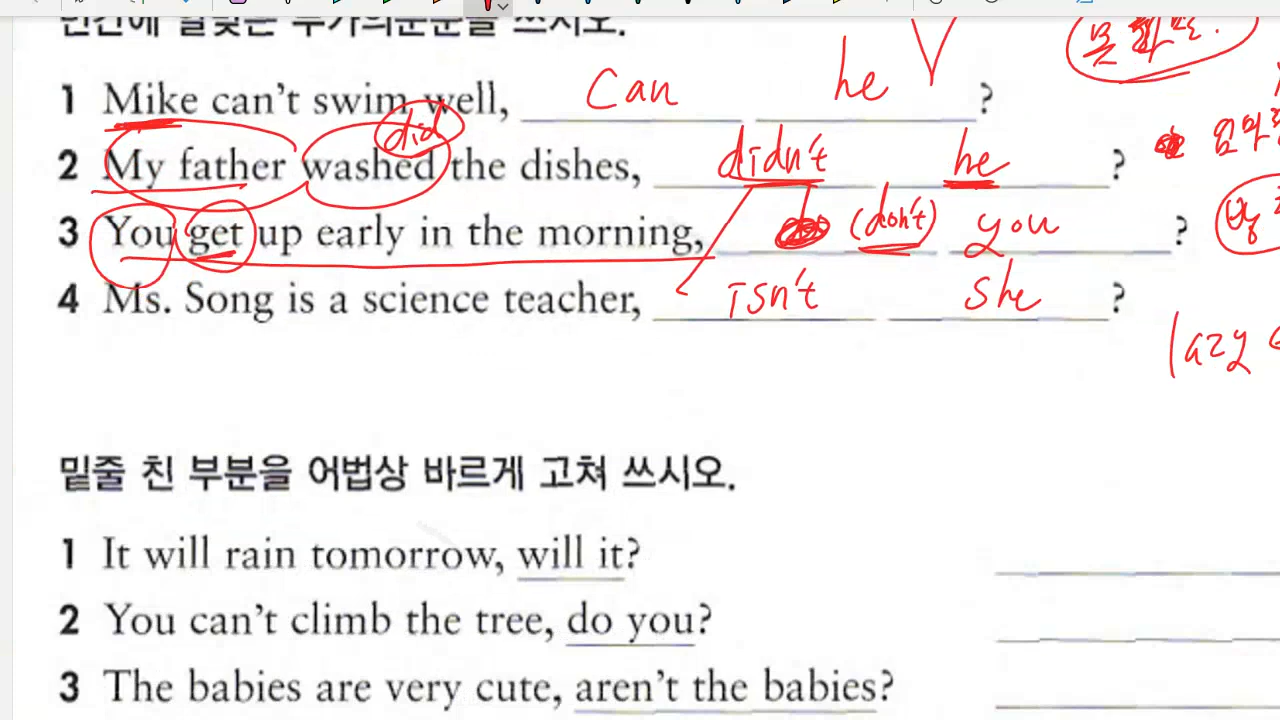 빈칸에 알맞은 부가의문문을 쓰시오.
1 Mike can't swim well, Can he ?
did
2 My father washed the dishes, didn't he ?
엄마
3 You get up early in the morning, (don't) you ?
4 Ms. Song is a science teacher, isn't she ?
lazy
밑줄 친 부분을 어법상 바르게 고쳐 쓰시오.
1 It will rain tomorrow, will it?
2 You can't climb the tree, do you?
3 The babies are very cute, aren't the babies?